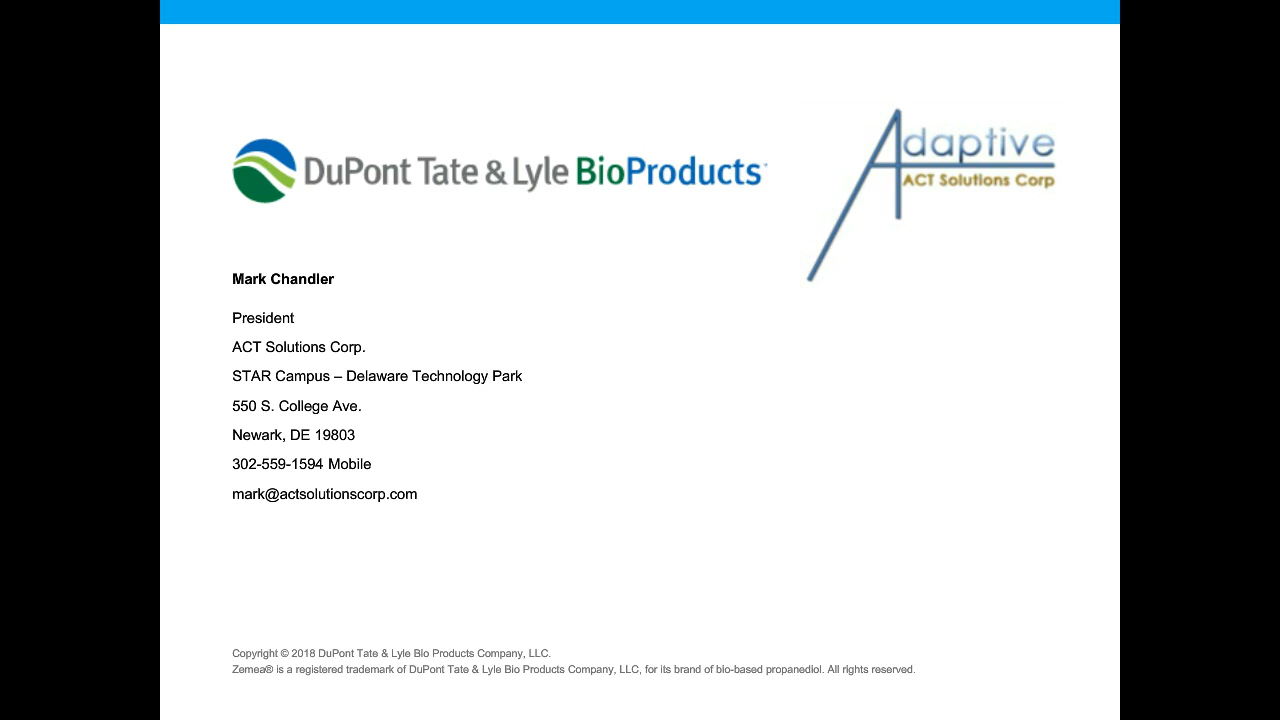 DuPont Tate & Lyle BioProducts
Adaptive
ACT Solutions Corp
Mark Chandler
President
ACT Solutions Corp.
STAR Campus – Delaware Technology Park
550 S. College Ave.
Newark, DE 19803
302-559-1594 Mobile
mark@actsolutionscorp.com
Copyright © 2018 DuPont Tate & Lyle Bio Products Company, LLC.
Zemea® is a registered trademark of DuPont Tate & Lyle Bio Products Company, LLC, for its brand of bio-based propanediol. All rights reserved.